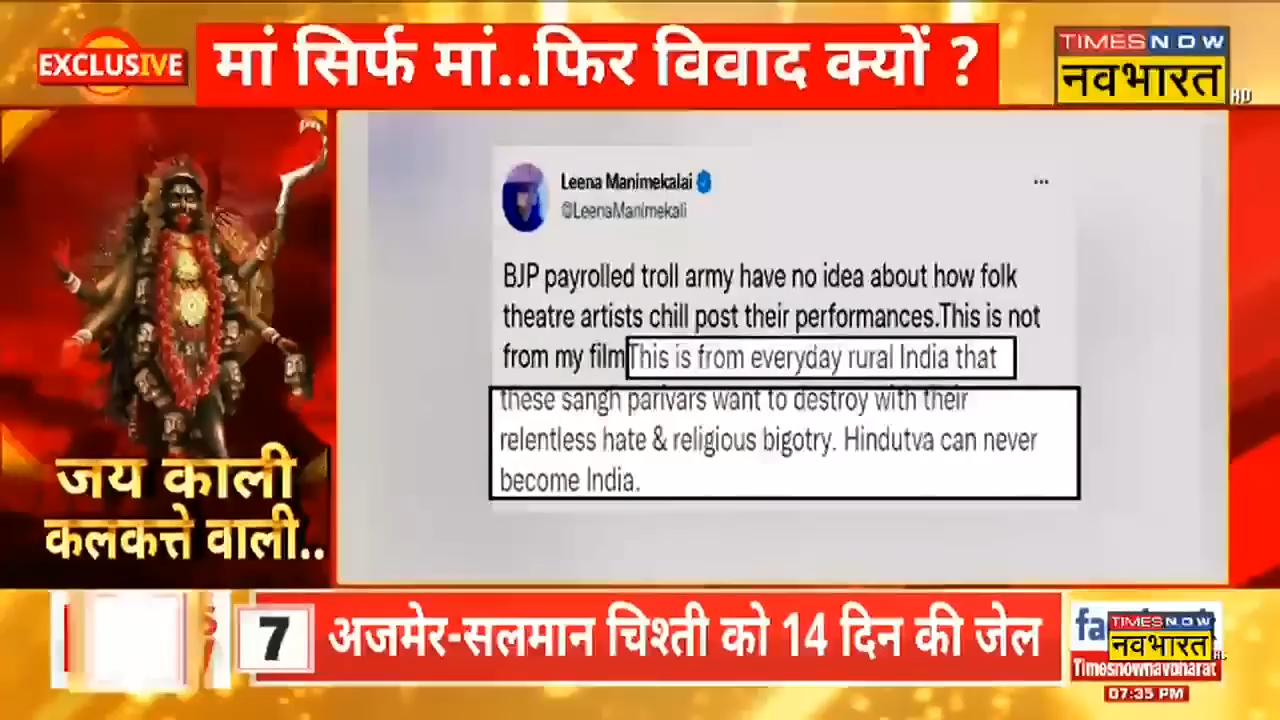 EXCLUSIVE
मां सिर्फ मां..फिर विवाद क्यों ?
TIMES NOW
नवभारत
HD
Leena Manimekalai
@LeenaManimekali
BJP payrolled troll army have no idea about how folk
theatre artists chill post their performances.This is not
from my film This is from everyday rural India that
these sangh parivars want to destroy with their
relentless hate & religious bigotry. Hindutva can never
become India.
जय काली
कलकत्ते वाली..
7
अजमेर-सलमान चिश्ती को 14 दिन की जेल
TIMES NOW
नवभारत
Timesnownavbharat
07:35 PM